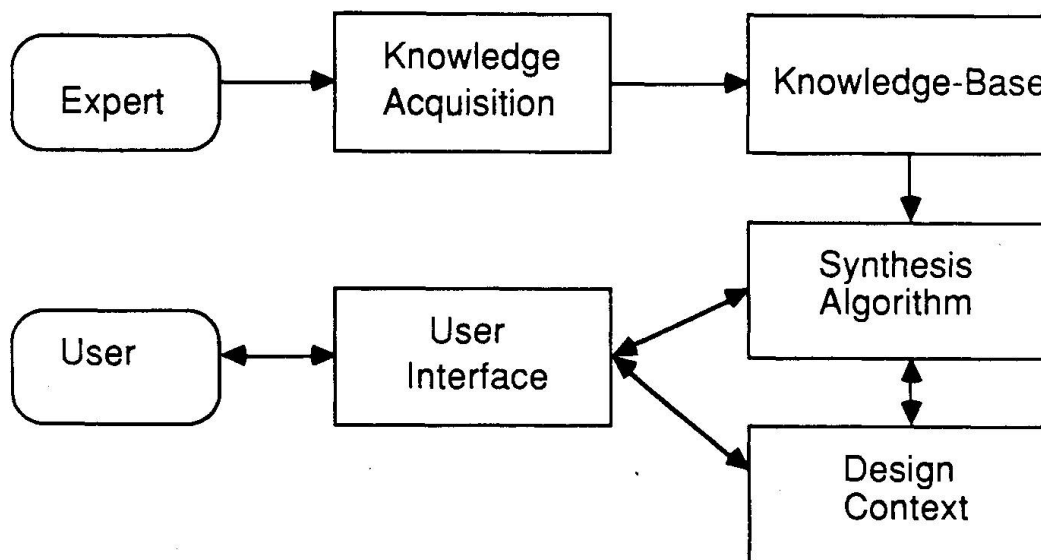 Expert
Knowledge
Acquisition
Knowledge-Base
User
User
Interface
Synthesis
Algorithm
Design
Context